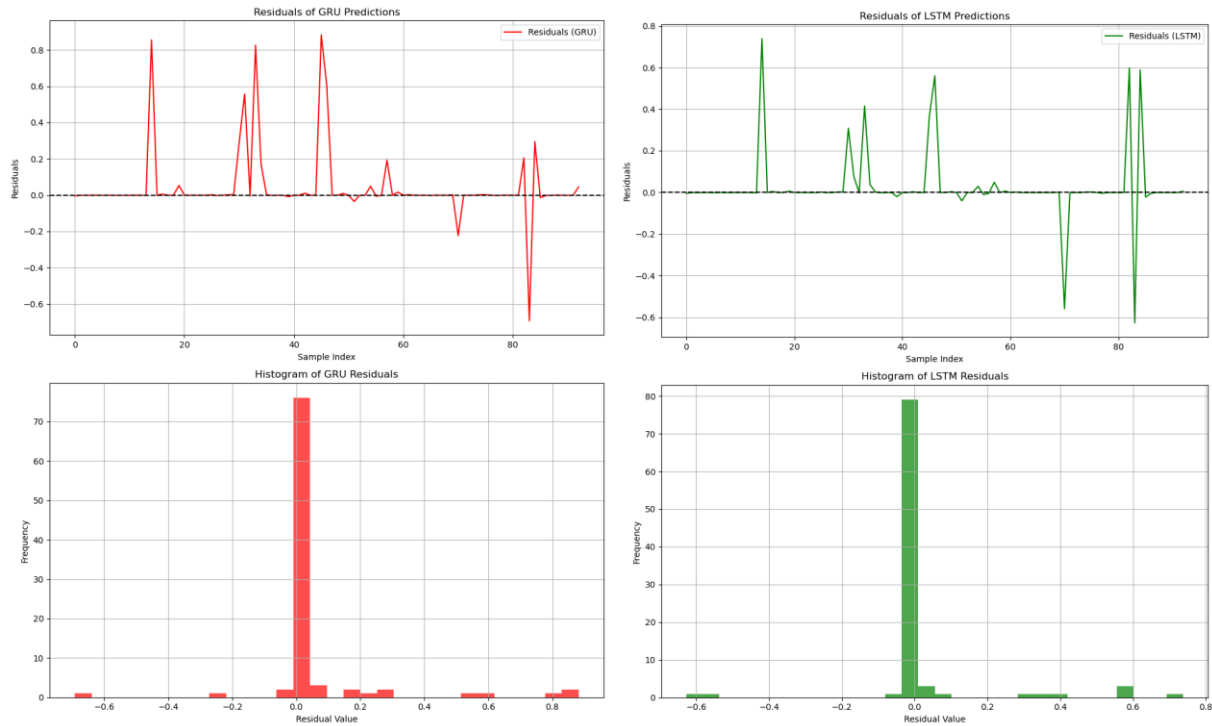 Residuals of GRU Predictions
Residuals (GRU)
0.8
0.6
0.4
0.2
0.0
−0.2
−0.4
−0.6
Residuals
0 20 40 60 80
Sample Index
Residuals of LSTM Predictions
Residuals (LSTM)
0.8
0.6
0.4
0.2
0.0
−0.2
−0.4
−0.6
Residuals
0 20 40 60 80
Sample Index
Histogram of GRU Residuals
70
60
50
40
30
20
10
0
Frequency
−0.6 −0.4 −0.2 0.0 0.2 0.4 0.6 0.8
Residual Value
Histogram of LSTM Residuals
80
70
60
50
40
30
20
10
0
Frequency
−0.6 −0.4 −0.2 0.0 0.2 0.4 0.6 0.8
Residual Value